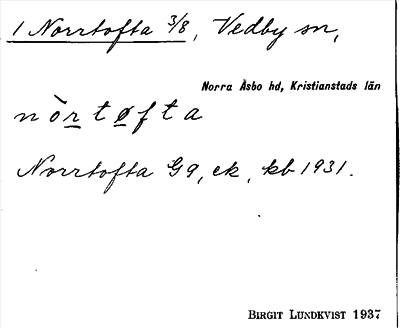 1 Norrtofta 3/8, Vedby sn,
Norra Åsbo hd, Kristianstads län
nòrtøfta
Norrtofta G9, ek, kb 1931.
BIRGIT LUNDKVIST 1937